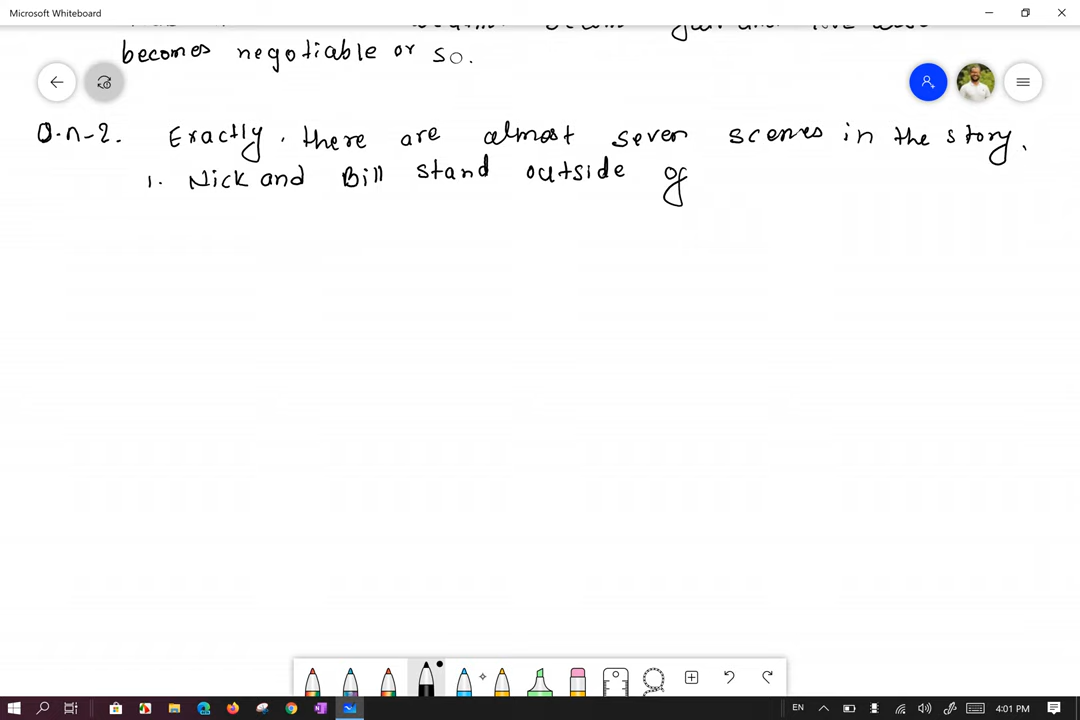 Microsoft Whiteboard
becomes negotiable or so.
Q.n-2. Exactly. there are almost seven scenes in the story.
1. Nick and Bill stand outside of
EN
4:01 PM